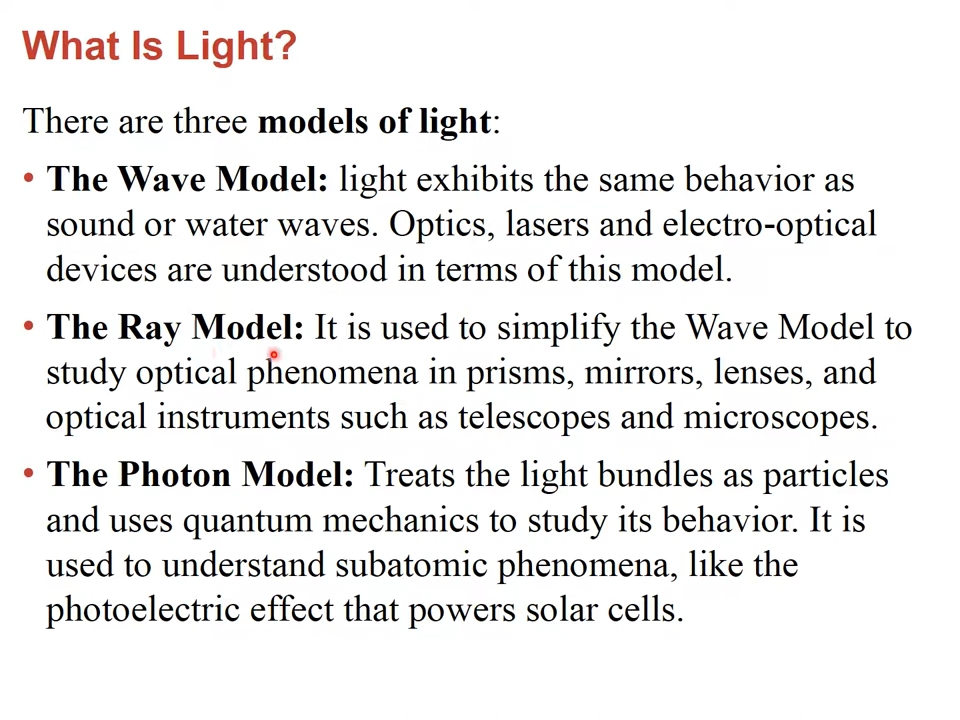 What Is Light?
There are three models of light:
• The Wave Model: light exhibits the same behavior as
sound or water waves. Optics, lasers and electro-optical
devices are understood in terms of this model.
• The Ray Model: It is used to simplify the Wave Model to
study optical phenomena in prisms, mirrors, lenses, and
optical instruments such as telescopes and microscopes.
• The Photon Model: Treats the light bundles as particles
and uses quantum mechanics to study its behavior. It is
used to understand subatomic phenomena, like the
photoelectric effect that powers solar cells.